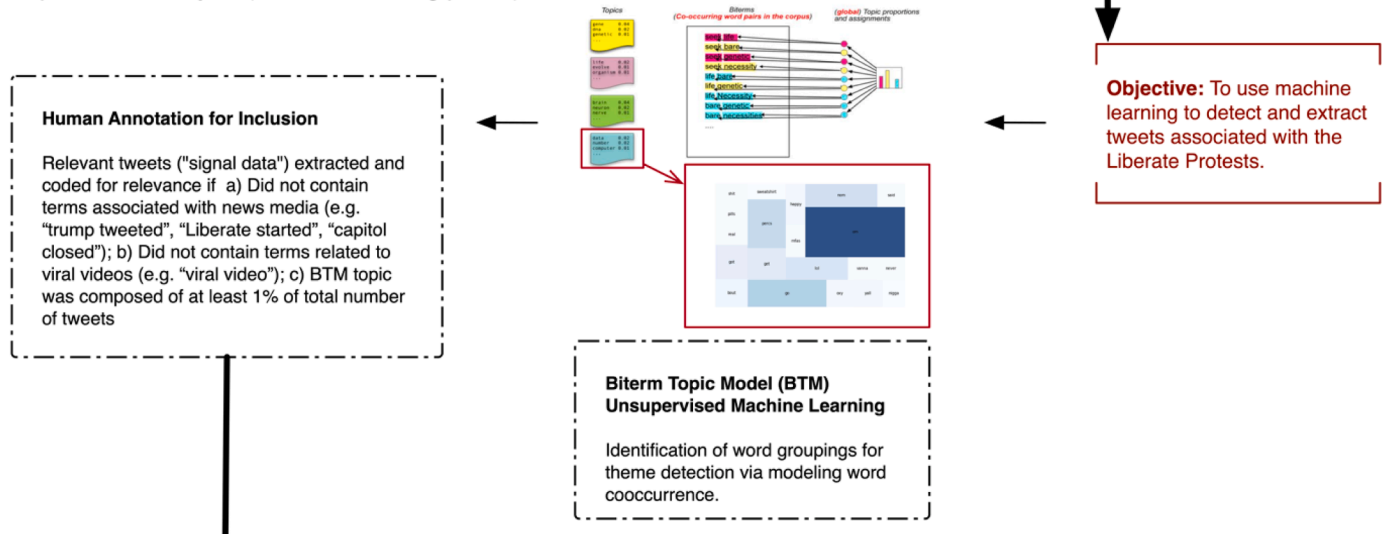 Topics
Biterms
(Co-occurring word pairs in the corpus)
(global) Topic proportions
and assignments
gene 0.04
dna 0.02
genetic 0.01
...
life 0.02
evolve 0.01
organism 0.01
...
brain 0.04
neuron 0.02
nerve 0.01
...
data 0.02
number 0.02
computer 0.01
...
seek life
seek bare
seek genetic
seek necessity
life bare
life genetic
life Necessity
bare genetic
bare necessities
....
happy
go
Human Annotation for Inclusion
Relevant tweets ("signal data") extracted and
coded for relevance if a) Did not contain
terms associated with news media (e.g.
“trump tweeted”, “Liberate started”, “capitol
closed”); b) Did not contain terms related to
viral videos (e.g. “viral video”); c) BTM topic
was composed of at least 1% of total number
of tweets
Biterm Topic Model (BTM)
Unsupervised Machine Learning
Identification of word groupings for
theme detection via modeling word
cooccurrence.
Objective: To use machine
learning to detect and extract
tweets associated with the
Liberate Protests.